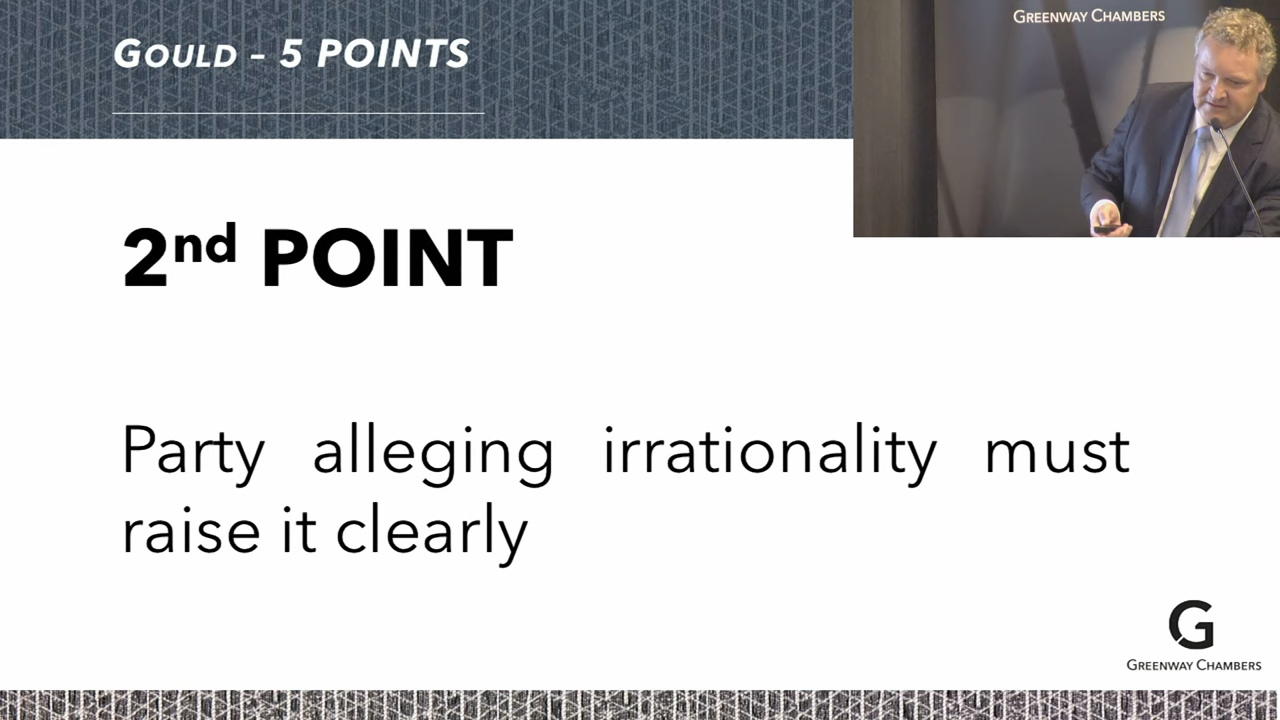 GOULD – 5 POINTS
GREENWAY CHAMBERS
2nd POINT
Party alleging irrationality must
raise it clearly
G
GREENWAY CHAMBERS